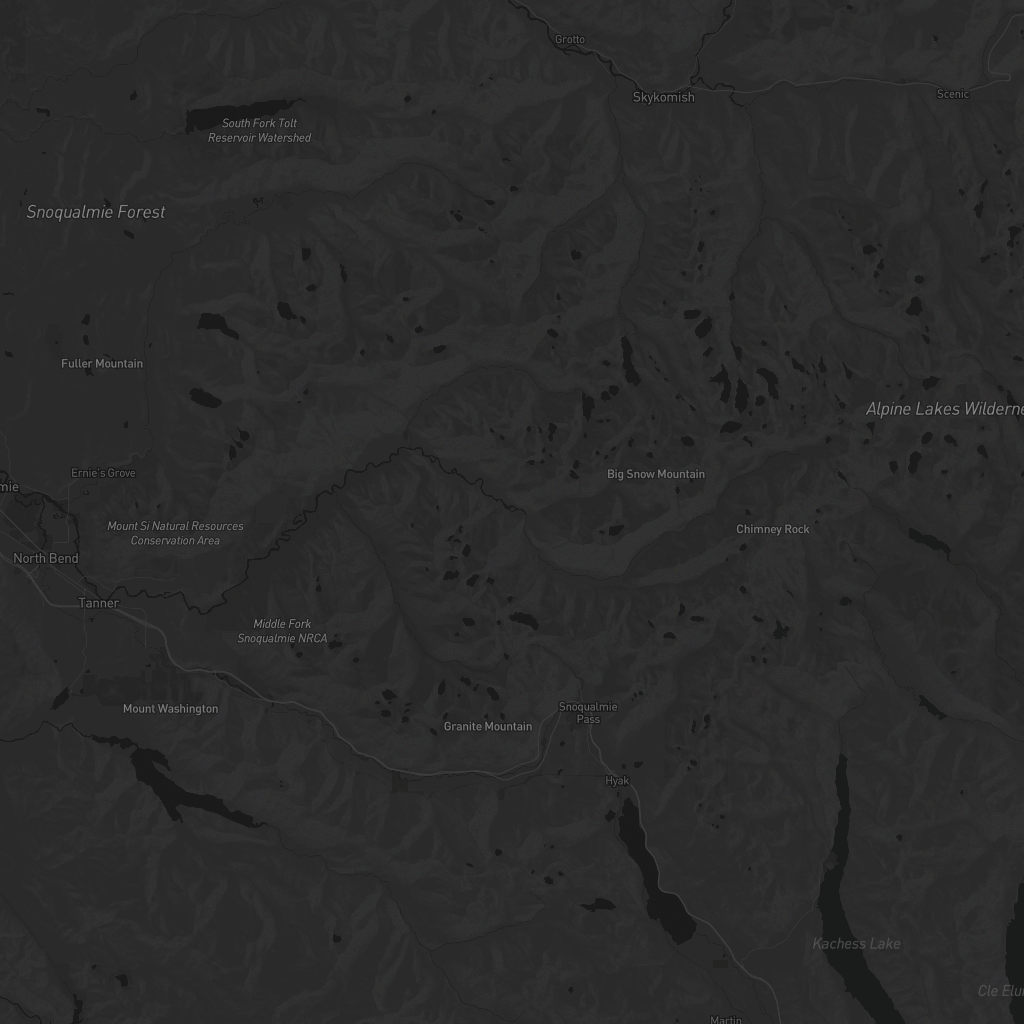 Grotto
Skykomish
Scenic
South Fork Tolt
Reservoir Watershed
Snoqualmie Forest
Fuller Mountain
Alpine Lakes Wilderne
Ernie's Grove
mie
Big Snow Mountain
Mount Si Natural Resources
Conservation Area
Chimney Rock
North Bend
Tanner
Middle Fork
Snoqualmie NRCA
Mount Washington
Snoqualmie
Pass
Granite Mountain
Hyak
Kachess Lake
Cle Elu
Martin